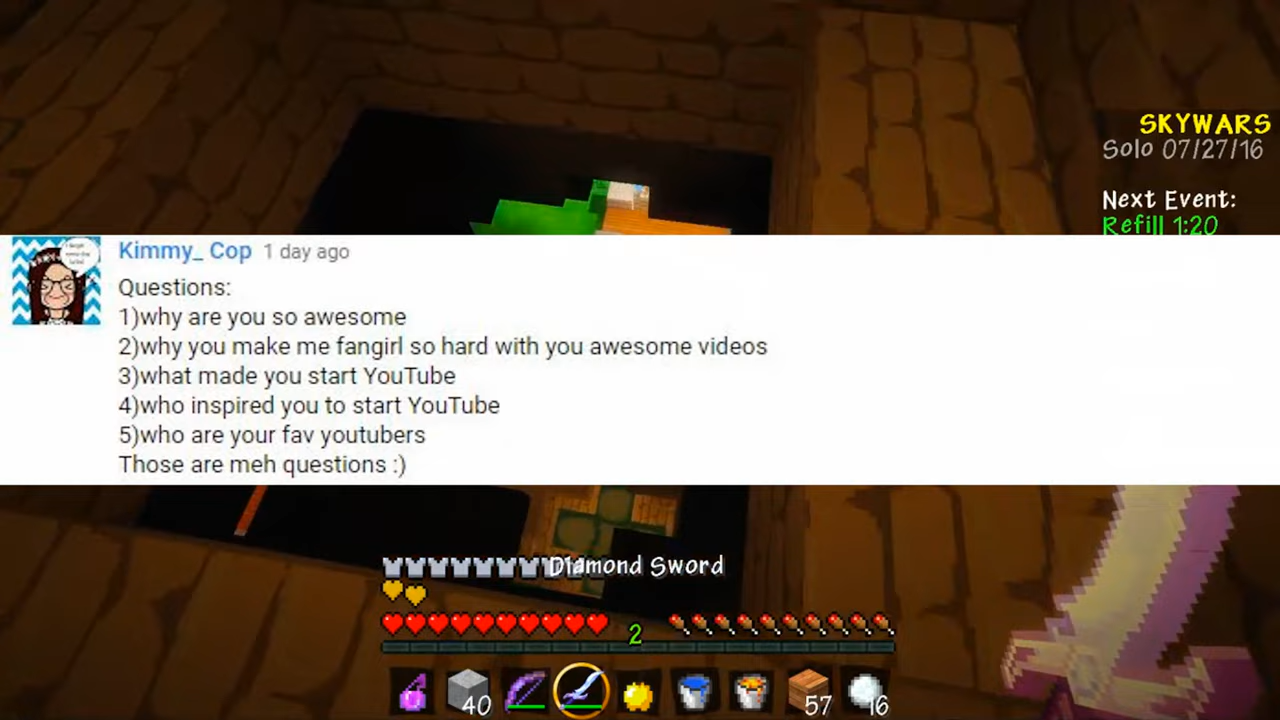 SKYWARS
Solo 07/27/16
Next Event:
Refill 1:20
Kimmy_ Cop 1 day ago
Questions:
1)why are you so awesome
2)why you make me fangirl so hard with you awesome videos
3)what made you start YouTube
4)who inspired you to start YouTube
5)who are your fav youtubers
Those are meh questions :)
Diamond Sword
2
40
57
16